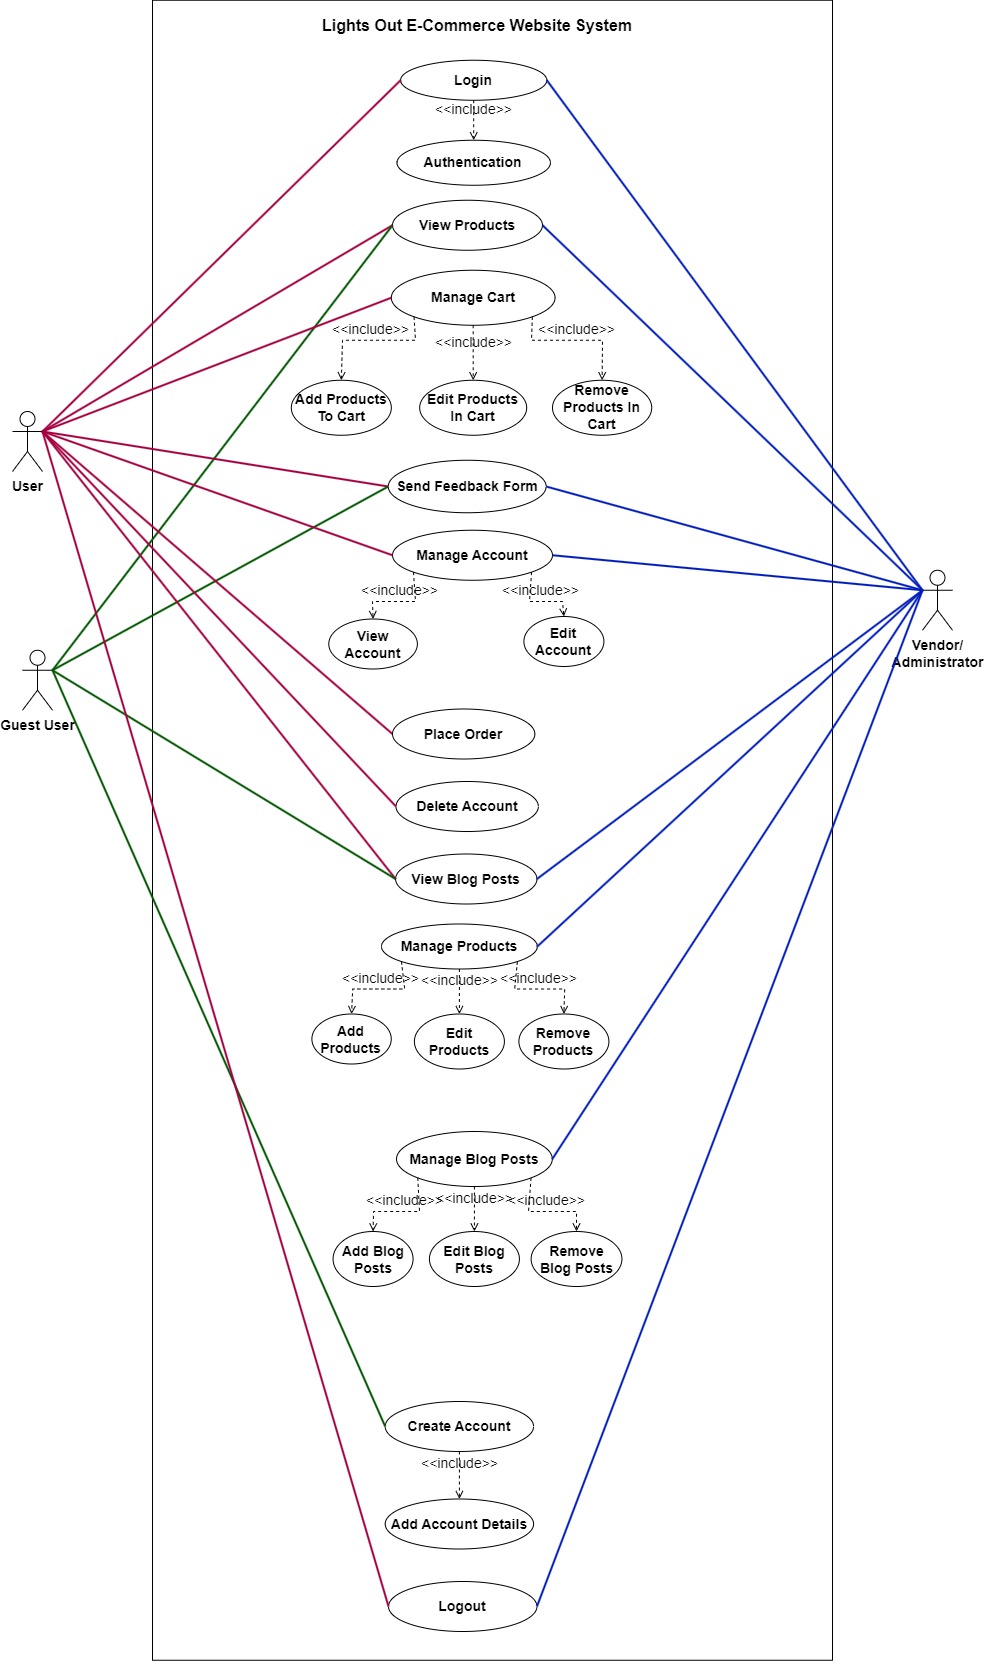 Lights Out E-Commerce Website System
Login
<<include>>
Authentication
View Products
Manage Cart
<<include>>
<<include>>
<<include>>
Add Products
To Cart
Edit Products
In Cart
Remove
Products In
Cart
User
Send Feedback Form
Manage Account
<<include>>
<<include>>
View
Account
Edit
Account
Vendor/
Administrator
Guest User
Place Order
Delete Account
View Blog Posts
Manage Products
<<include>>
<<include>>
<<include>>
Add
Products
Edit
Products
Remove
Products
Manage Blog Posts
<<include>>
<<include>>
<<include>>
Add Blog
Posts
Edit Blog
Posts
Remove
Blog Posts
Create Account
<<include>>
Add Account Details
Logout